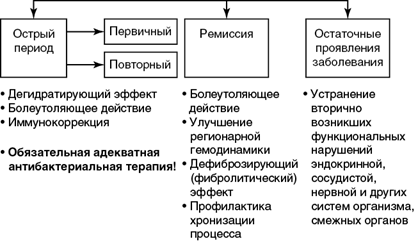 Острый
период
Первичный
Повторный
Ремиссия
Остаточные
проявления
заболевания
• Дегидратирующий эффект
• Болеутоляющее действие
• Иммунокоррекция
• Обязательная адекватная
антибактериальная терапия!
• Болеутоляющее
действие
• Улучшение
регионарной
гемодинамики
• Дефиброзирующий
(фибролитический)
эффект
• Профилактика
хронизации
процесса
• Устранение
вторично
возникших
функциональных
нарушений
эндокринной,
сосудистой,
нервной и других
систем организма,
смежных органов